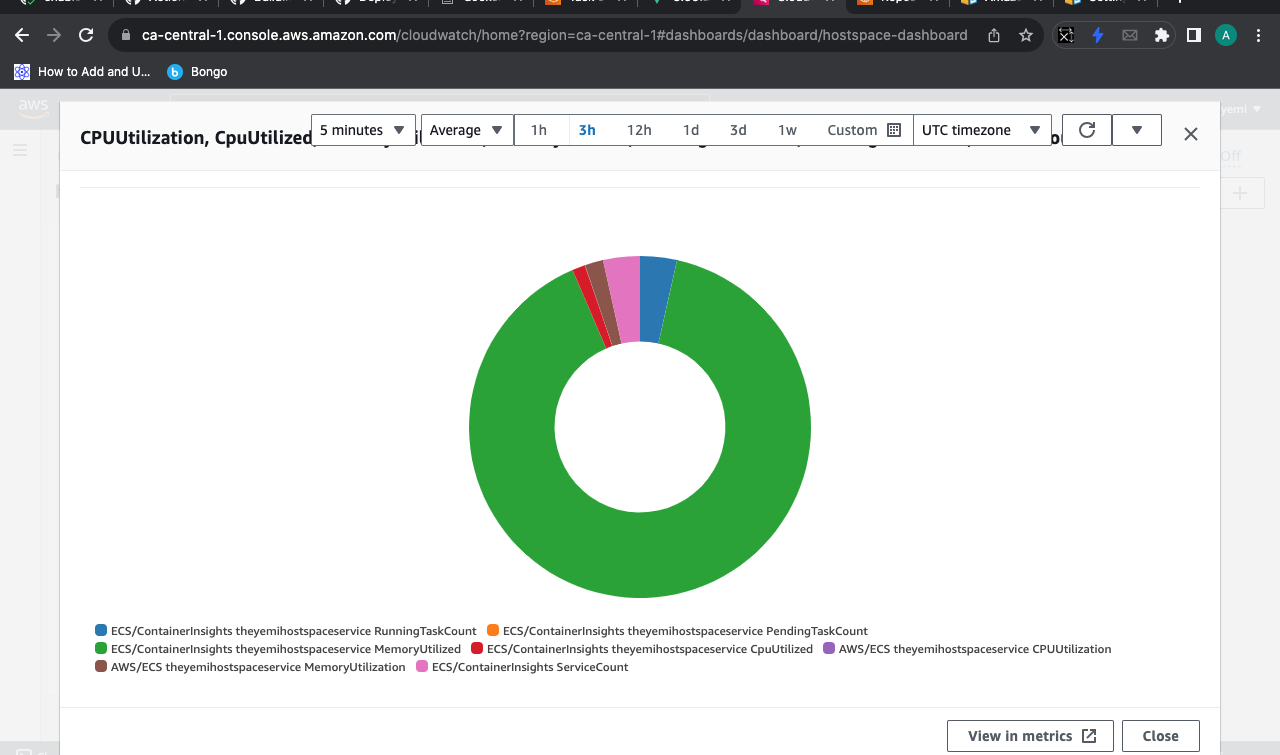 ca-central-1.console.aws.amazon.com/cloudwatch/home?region=ca-central-1#dashboards/dashboard/hostspace-dashboard
A
How to Add and U...
Bongo
aws
yemi
Off
CPUUtilization, CpuUtilized,
5 minutes
Average
1h
3h
12h
1d
3d
1w
Custom
UTC timezone
ECS/ContainerInsights theyemihostspaceservice RunningTaskCount
ECS/ContainerInsights theyemihostspaceservice PendingTaskCount
ECS/ContainerInsights theyemihostspaceservice MemoryUtilized
ECS/ContainerInsights theyemihostspaceservice CpuUtilized
AWS/ECS theyemihostspaceservice CPUUtilization
AWS/ECS theyemihostspaceservice MemoryUtilization
ECS/ContainerInsights ServiceCount
View in metrics
Close